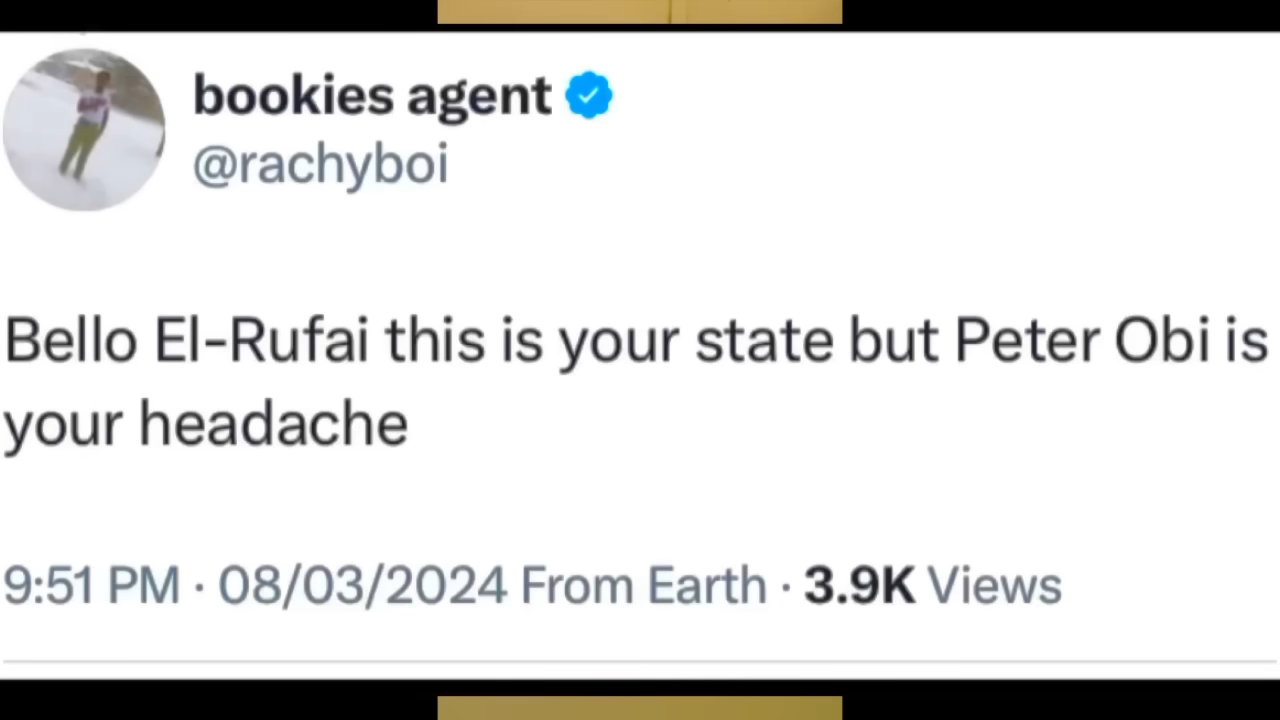 bookies agent
@rachyboi
Bello El-Rufai this is your state but Peter Obi is
your headache
9:51 PM · 08/03/2024 From Earth · 3.9K Views